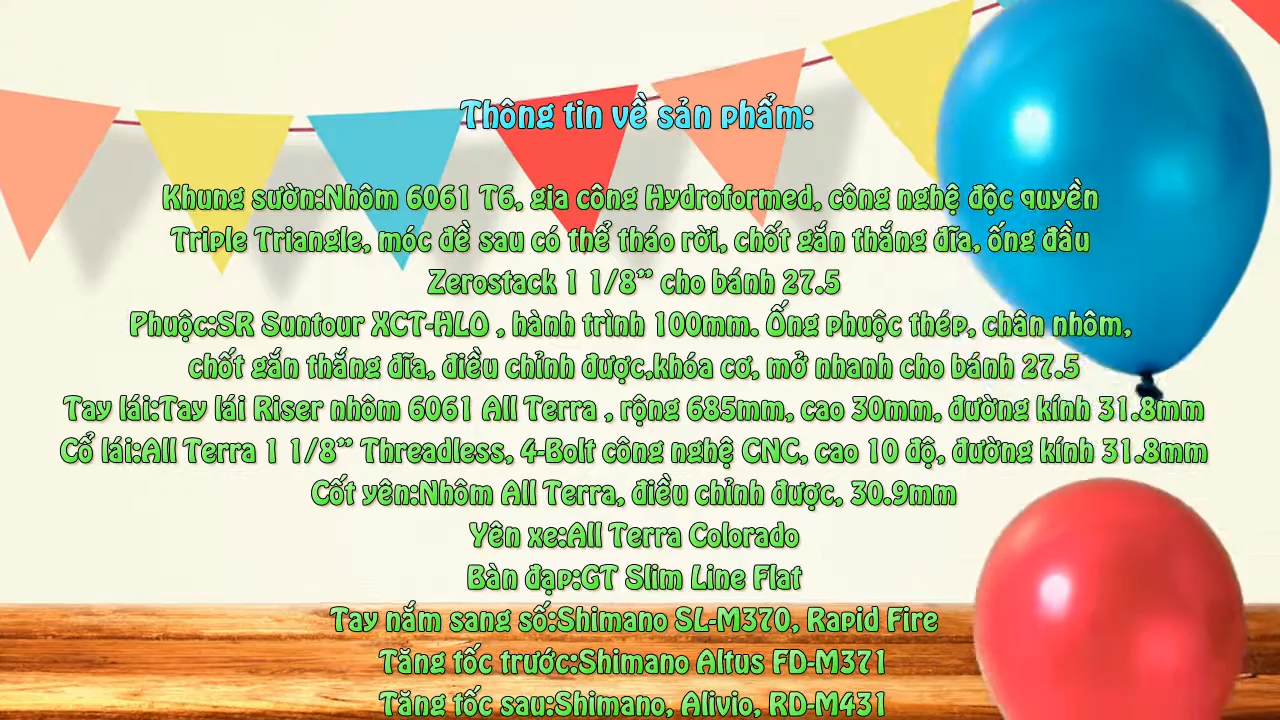 Thông tin về sản phẩm:
Khung sườn:Nhôm 6061 T6, gia công Hydroformed, công nghệ độc quyền
Triple Triangle, móc đề sau có thể tháo rời, chốt gắn thắng đĩa, ống đầu
Zerostack 1 1/8” cho bánh 27.5
Phuộc:SR Suntour XCT-HLO , hành trình 100mm. Ống phuộc thép, chân nhôm,
chốt gắn thắng đĩa, điều chỉnh được,khóa cơ, mở nhanh cho bánh 27.5
Tay lái:Tay lái Riser nhôm 6061 All Terra , rộng 685mm, cao 30mm, đường kính 31.8mm
Cổ lái:All Terra 1 1/8” Threadless, 4-Bolt công nghệ CNC, cao 10 độ, đường kính 31.8mm
Cốt yên:Nhôm All Terra, điều chỉnh được, 30.9mm
Yên xe:All Terra Colorado
Bàn đạp:GT Slim Line Flat
Tay nắm sang số:Shimano SL-M370, Rapid Fire
Tăng tốc trước:Shimano Altus FD-M371
Tăng tốc sau:Shimano, Alivio, RD-M431